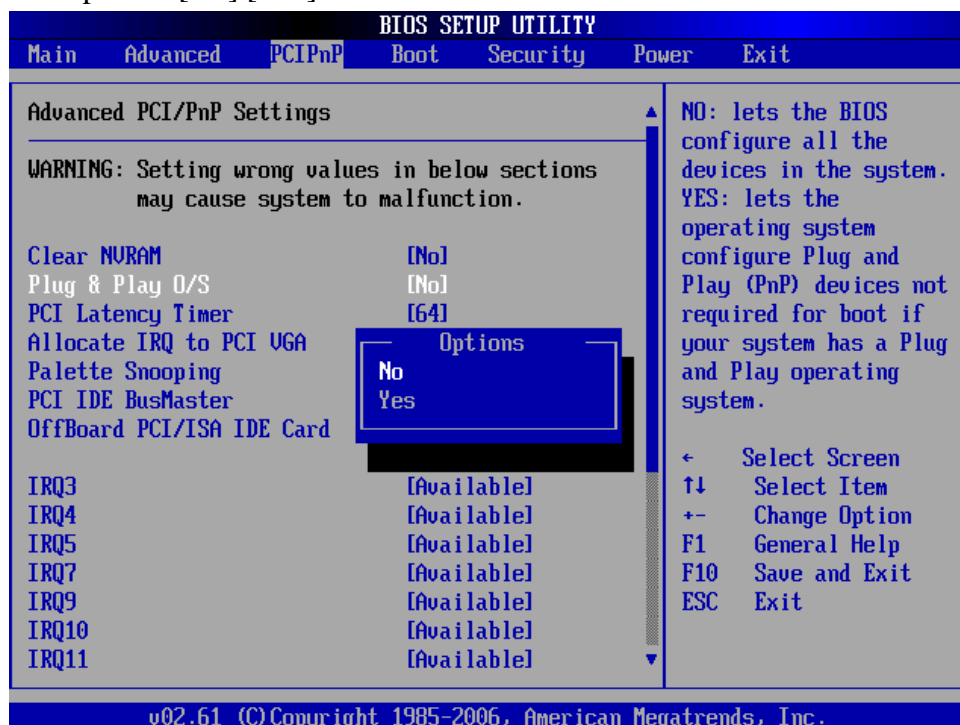 BIOS SETUP UTILITY
Main Advanced PCIPnP Boot Security Power Exit
Advanced PCI/PnP Settings
WARNING: Setting wrong values in below sections
may cause system to malfunction.
Clear NVRAM [No]
Plug & Play O/S [No]
PCI Latency Timer [64]
Allocate IRQ to PCI VGA
Palette Snooping
PCI IDE BusMaster
OffBoard PCI/ISA IDE Card
Options
No
Yes
IRQ3 [Available]
IRQ4 [Available]
IRQ5 [Available]
IRQ7 [Available]
IRQ9 [Available]
IRQ10 [Available]
IRQ11 [Available]
NO: lets the BIOS
configure all the
devices in the system.
YES: lets the
operating system
configure Plug and
Play (PnP) devices not
required for boot if
your system has a Plug
and Play operating
system.
← Select Screen
↑↓ Select Item
+- Change Option
F1 General Help
F10 Save and Exit
ESC Exit
v02.61 (C)Copyright 1985-2006, American Megatrends, Inc.